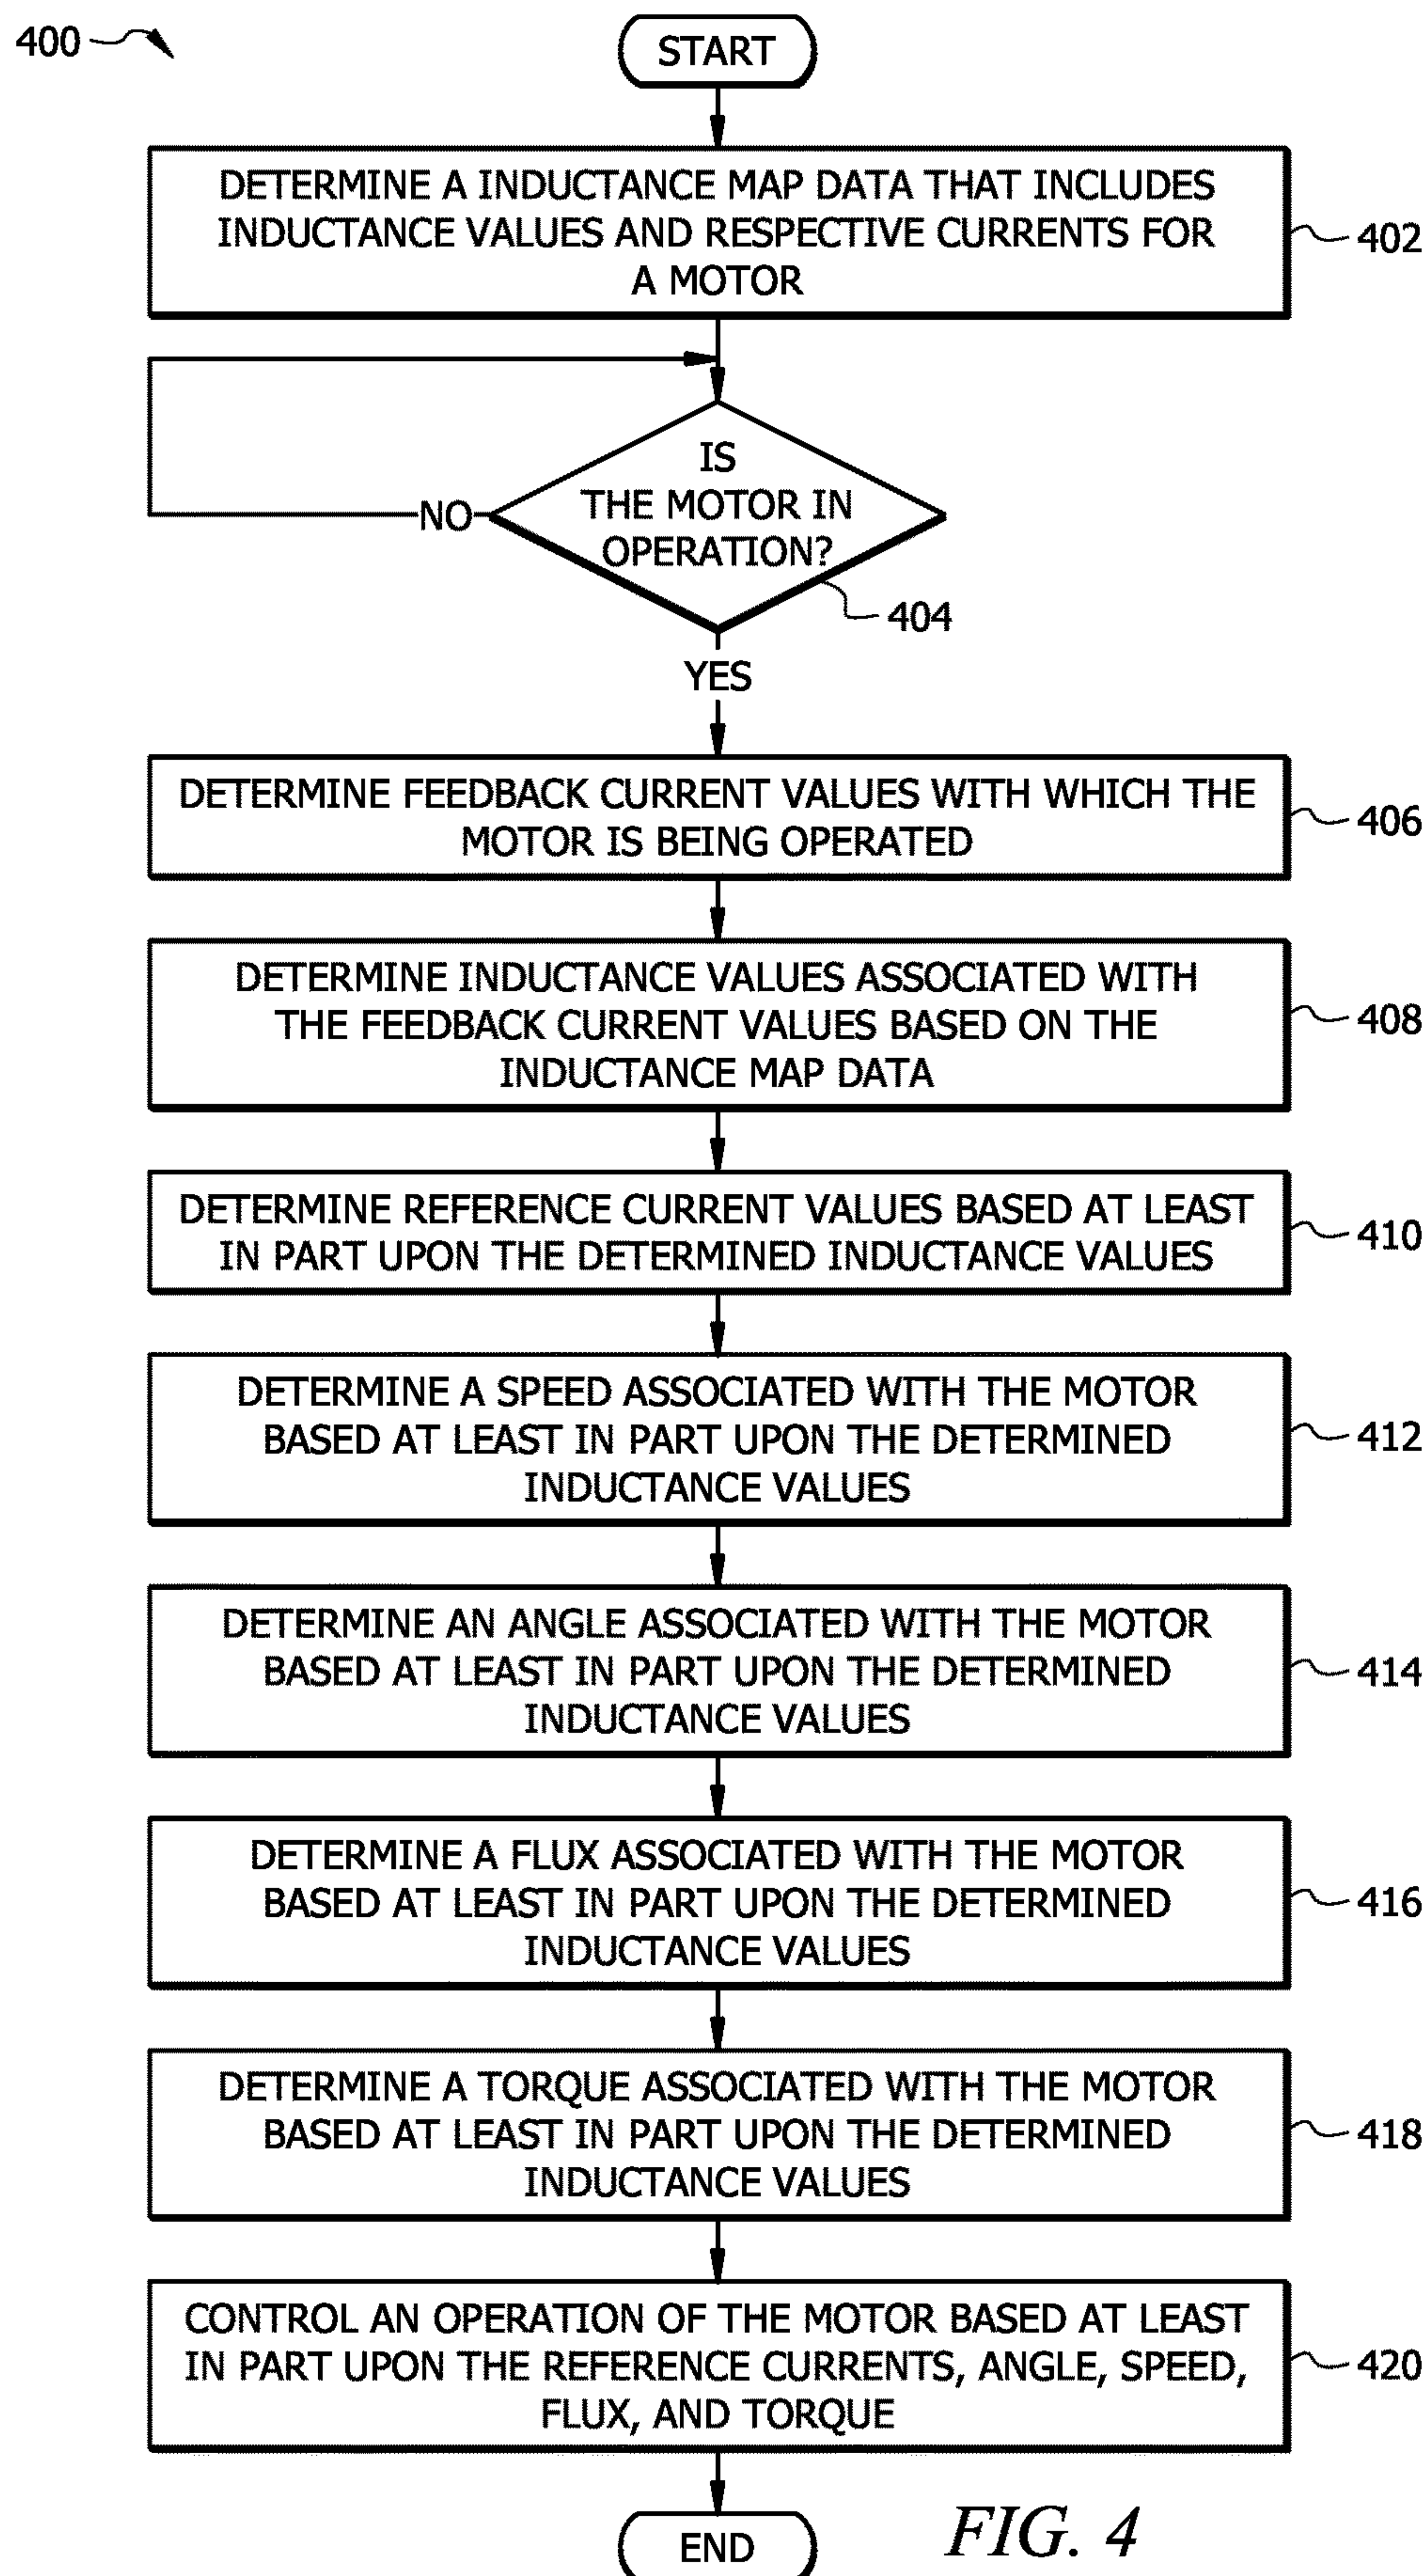 400
START
DETERMINE A INDUCTANCE MAP DATA THAT INCLUDES
INDUCTANCE VALUES AND RESPECTIVE CURRENTS FOR
A MOTOR
402
IS
THE MOTOR IN
OPERATION?
NO
404
YES
DETERMINE FEEDBACK CURRENT VALUES WITH WHICH THE
MOTOR IS BEING OPERATED
406
DETERMINE INDUCTANCE VALUES ASSOCIATED WITH
THE FEEDBACK CURRENT VALUES BASED ON THE
INDUCTANCE MAP DATA
408
DETERMINE REFERENCE CURRENT VALUES BASED AT LEAST
IN PART UPON THE DETERMINED INDUCTANCE VALUES
410
DETERMINE A SPEED ASSOCIATED WITH THE MOTOR
BASED AT LEAST IN PART UPON THE DETERMINED
INDUCTANCE VALUES
412
DETERMINE AN ANGLE ASSOCIATED WITH THE MOTOR
BASED AT LEAST IN PART UPON THE DETERMINED
INDUCTANCE VALUES
414
DETERMINE A FLUX ASSOCIATED WITH THE MOTOR
BASED AT LEAST IN PART UPON THE DETERMINED
INDUCTANCE VALUES
416
DETERMINE A TORQUE ASSOCIATED WITH THE MOTOR
BASED AT LEAST IN PART UPON THE DETERMINED
INDUCTANCE VALUES
418
CONTROL AN OPERATION OF THE MOTOR BASED AT LEAST
IN PART UPON THE REFERENCE CURRENTS, ANGLE, SPEED,
FLUX, AND TORQUE
420
END
FIG. 4